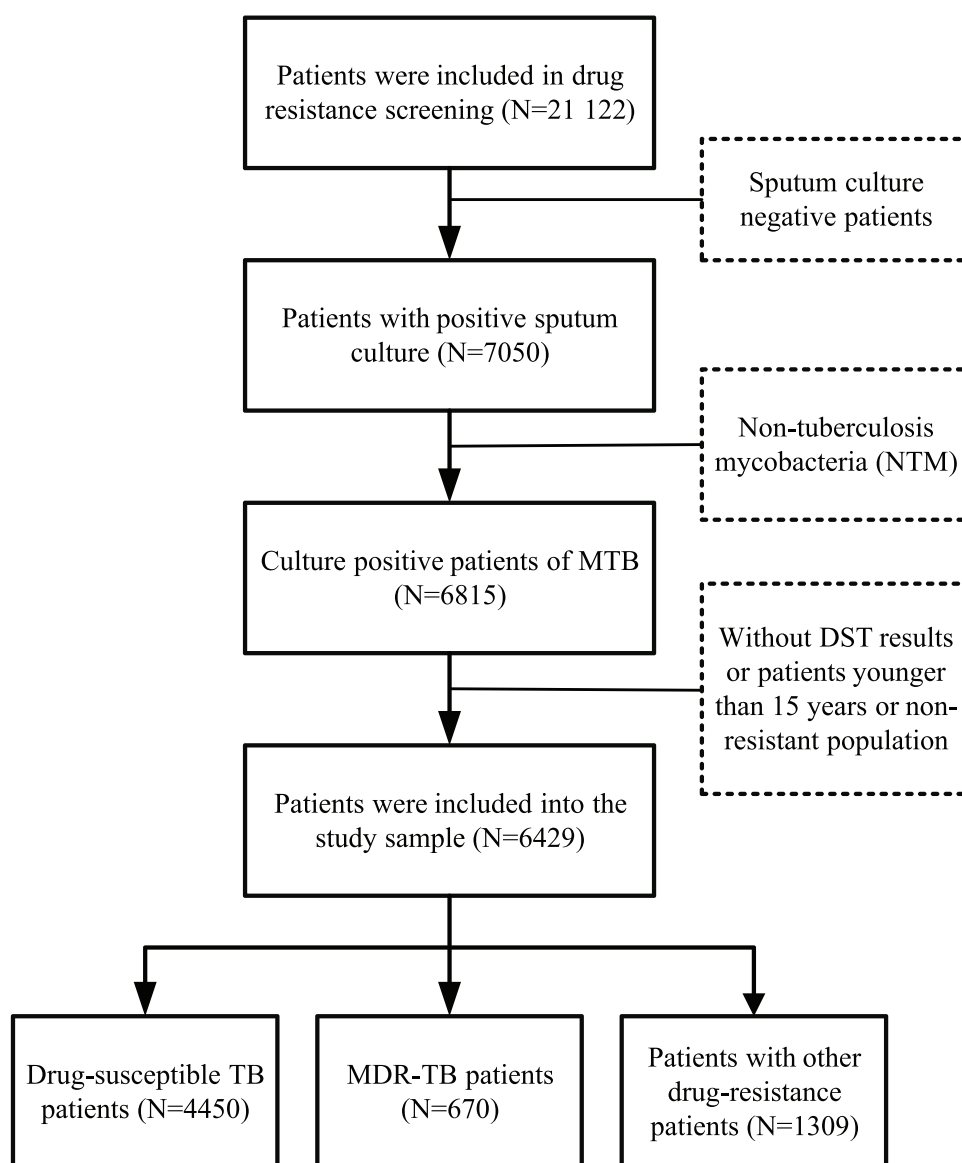 Patients were included in drug
resistance screening (N=21 122)
Sputum culture
negative patients
Patients with positive sputum
culture (N=7050)
Non-tuberculosis
mycobacteria (NTM)
Culture positive patients of MTB
(N=6815)
Without DST results
or patients younger
than 15 years or non-
resistant population
Patients were included into the
study sample (N=6429)
Drug-susceptible TB
patients (N=4450)
MDR-TB patients
(N=670)
Patients with other
drug-resistance
patients (N=1309)